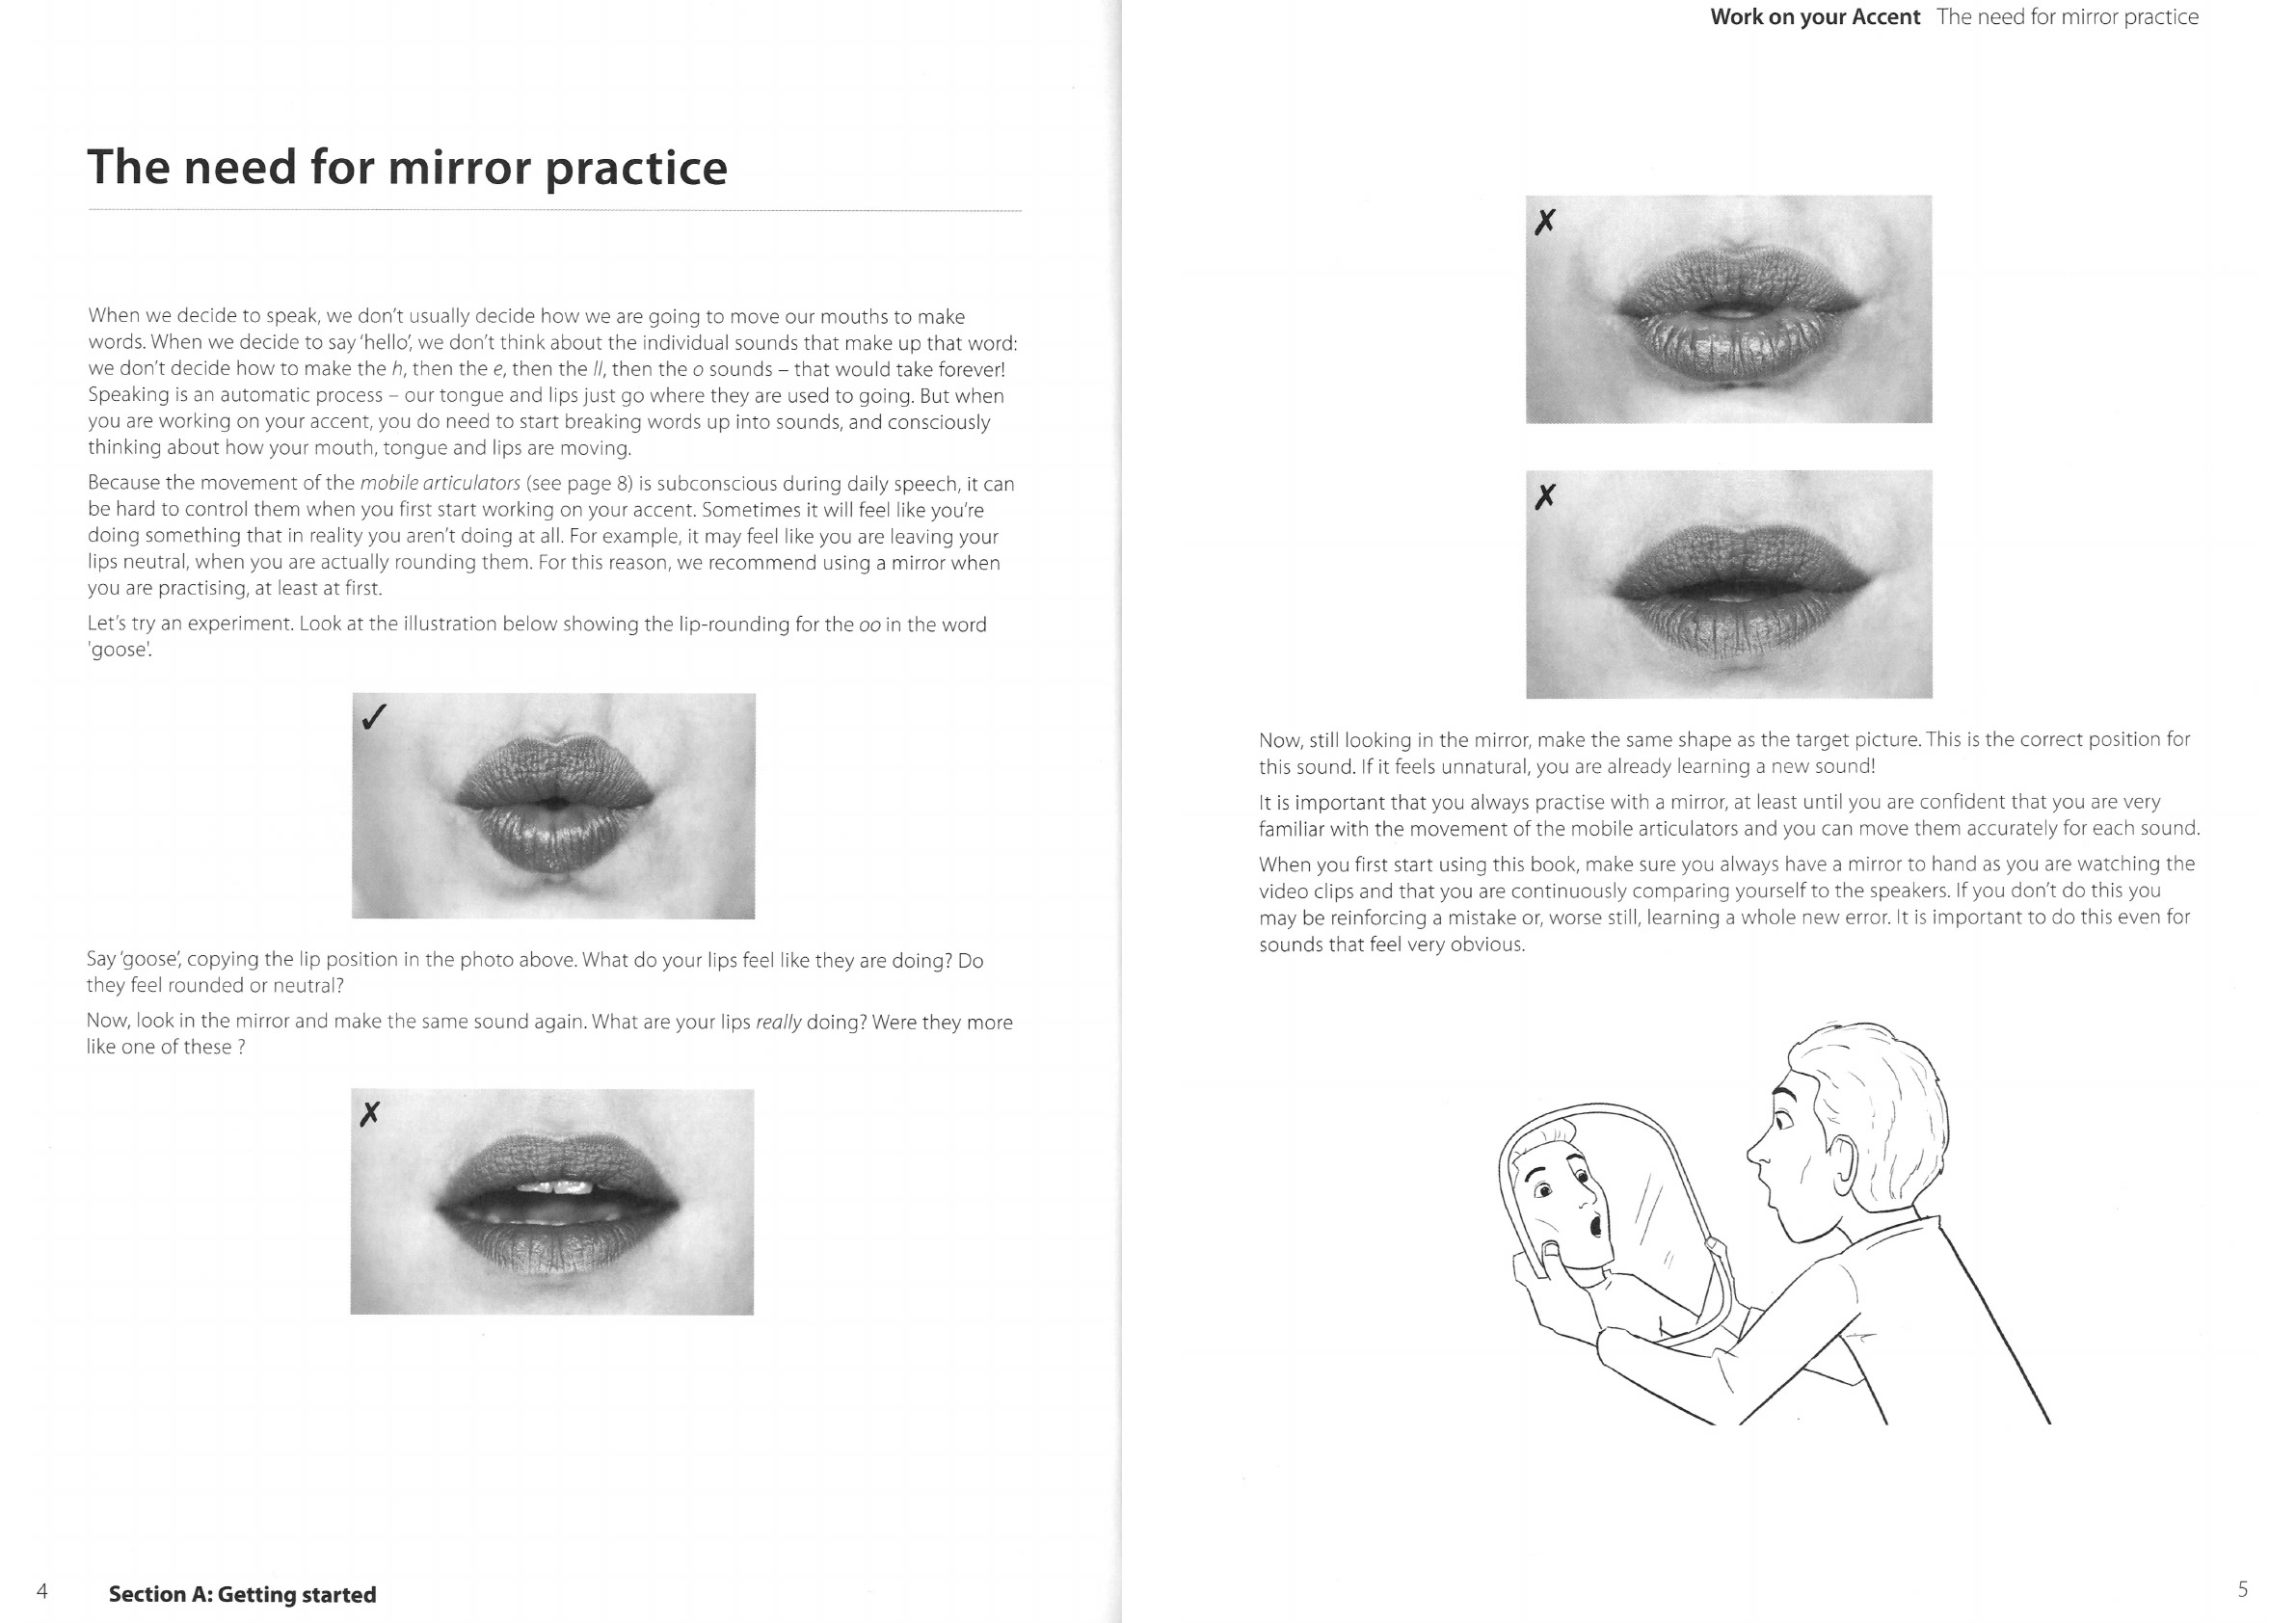 The need for mirror practice
When we decide to speak, we don't usually decide how we are going to move our mouths to make
words. When we decide to say 'hello', we don't think about the individual sounds that make up that word:
we don't decide how to make the h, then the e, then the ll, then the o sounds – that would take forever!
Speaking is an automatic process – our tongue and lips just go where they are used to going. But when
you are working on your accent, you do need to start breaking words up into sounds, and consciously
thinking about how your mouth, tongue and lips are moving.
Because the movement of the mobile articulators (see page 8) is subconscious during daily speech, it can
be hard to control them when you first start working on your accent. Sometimes it will feel like you're
doing something that in reality you aren't doing at all. For example, it may feel like you are leaving your
lips neutral, when you are actually rounding them. For this reason, we recommend using a mirror when
you are practising, at least at first.
Let's try an experiment. Look at the illustration below showing the lip-rounding for the oo in the word
'goose'.
✓
Say 'goose', copying the lip position in the photo above. What do your lips feel like they are doing? Do
they feel rounded or neutral?
Now, look in the mirror and make the same sound again. What are your lips really doing? Were they more
like one of these ?
✗
4 Section A: Getting started
Work on your Accent The need for mirror practice
✗
✗
Now, still looking in the mirror, make the same shape as the target picture. This is the correct position for
this sound. If it feels unnatural, you are already learning a new sound!
It is important that you always practise with a mirror, at least until you are confident that you are very
familiar with the movement of the mobile articulators and you can move them accurately for each sound.
When you first start using this book, make sure you always have a mirror to hand as you are watching the
video clips and that you are continuously comparing yourself to the speakers. If you don't do this you
may be reinforcing a mistake or, worse still, learning a whole new error. It is important to do this even for
sounds that feel very obvious.
5